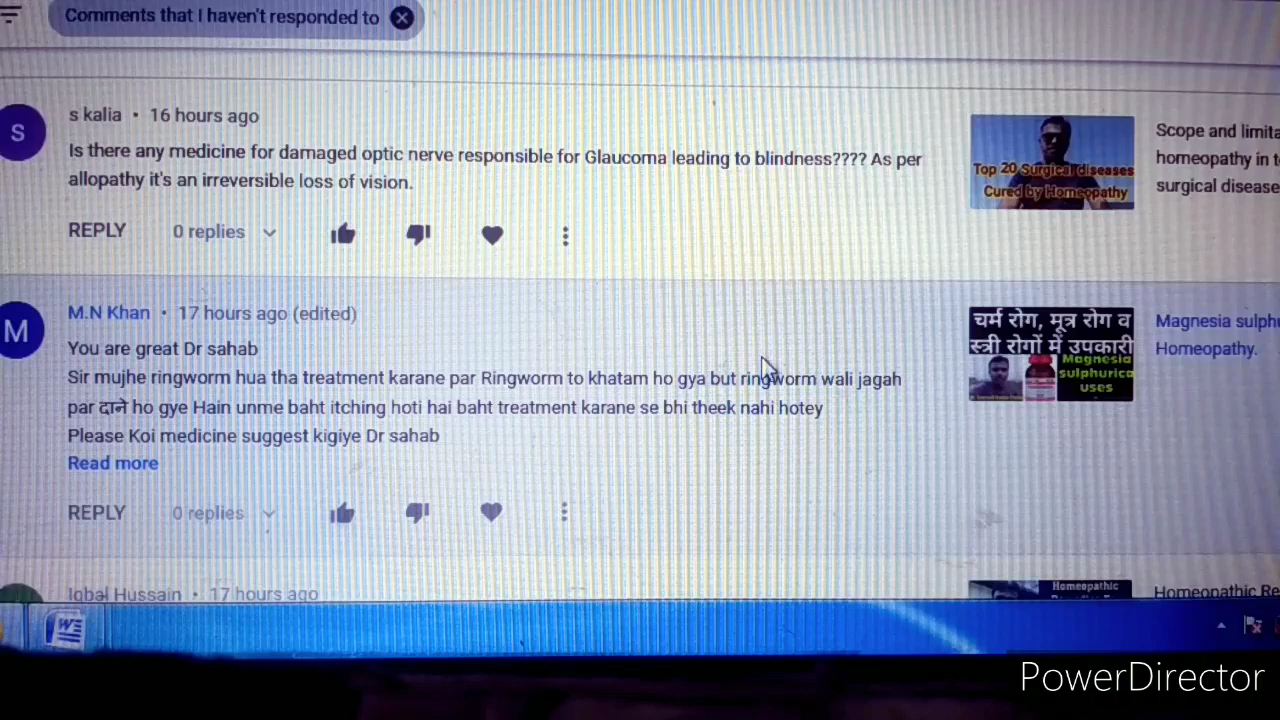 Comments that I haven't responded to
S
s kalia • 16 hours ago
Is there any medicine for damaged optic nerve responsible for Glaucoma leading to blindness???? As per
allopathy it's an irreversible loss of vision.
REPLY 0 replies
Top 20 Surgical diseases
Cured by Homeopathy
Scope and limita
homeopathy in t
surgical disease
M
M.N Khan • 17 hours ago (edited)
You are great Dr sahab
Sir mujhe ringworm hua tha treatment karane par Ringworm to khatam ho gya but ringworm wali jagah
par दाने ho gye Hain unme baht itching hoti hai baht treatment karane se bhi theek nahi hotey
Please Koi medicine suggest kigiye Dr sahab
Read more
REPLY 0 replies
चर्म रोग, मूत्र रोग व
स्त्री रोगों में उपकारी
Magnesia
sulphurica
uses
Magnesia sulphu
Homeopathy.
Iqbal Hussain • 17 hours ago
Homeopathic
Homeopathic Re
W
PowerDirector